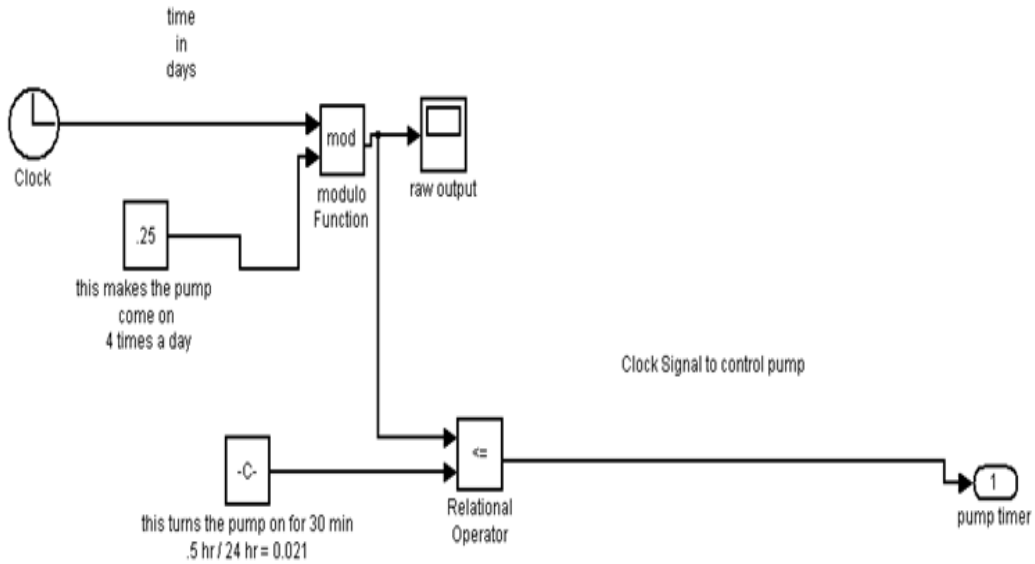 time
in
days
Clock
mod
modulo
Function
raw output
.25
this makes the pump
come on
4 times a day
Clock Signal to control pump
-C-
this turns the pump on for 30 min
.5 hr / 24 hr = 0.021
<=
Relational
Operator
1
pump timer